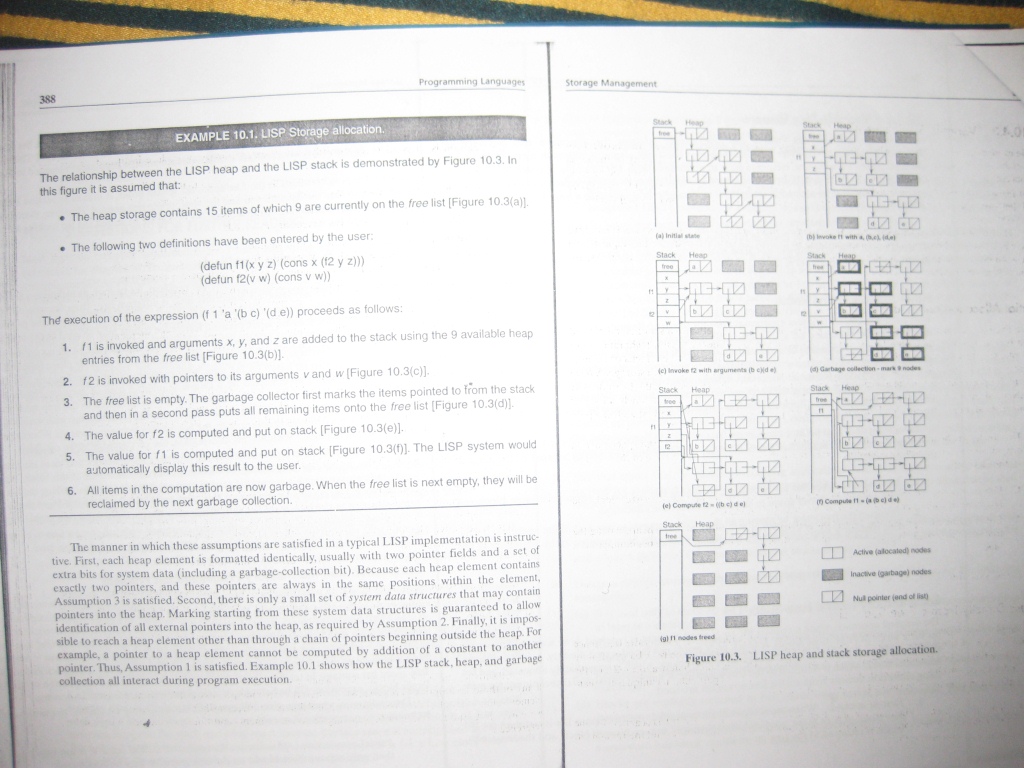 388
Programming Languages
EXAMPLE 10.1. LISP Storage allocation.
The relationship between the LISP heap and the LISP stack is demonstrated by Figure 10.3. In
this figure it is assumed that:
• The heap storage contains 15 items of which 9 are currently on the free list [Figure 10.3(a)].
• The following two definitions have been entered by the user:
(defun f1(x y z) (cons x (f2 y z)))
(defun f2(v w) (cons v w))
The execution of the expression (f 1 'a '(b c) '(d e)) proceeds as follows:
1. f1 is invoked and arguments x, y, and z are added to the stack using the 9 available heap
entries from the free list [Figure 10.3(b)].
2. f2 is invoked with pointers to its arguments v and w [Figure 10.3(c)].
3. The free list is empty. The garbage collector first marks the items pointed to from the stack
and then in a second pass puts all remaining items onto the free list [Figure 10.3(d)].
4. The value for f2 is computed and put on stack [Figure 10.3(e)].
5. The value for f1 is computed and put on stack [Figure 10.3(f)]. The LISP system would
automatically display this result to the user.
6. All items in the computation are now garbage. When the free list is next empty, they will be
reclaimed by the next garbage collection.
The manner in which these assumptions are satisfied in a typical LISP implementation is instruc-
tive. First, each heap element is formatted identically, usually with two pointer fields and a set of
extra bits for system data (including a garbage-collection bit). Because each heap element contains
exactly two pointers, and these pointers are always in the same positions within the element,
Assumption 3 is satisfied. Second, there is only a small set of system data structures that may contain
pointers into the heap. Marking starting from these system data structures is guaranteed to allow
identification of all external pointers into the heap, as required by Assumption 2. Finally, it is impos-
sible to reach a heap element other than through a chain of pointers beginning outside the heap. For
example, a pointer to a heap element cannot be computed by addition of a constant to another
pointer. Thus, Assumption 1 is satisfied. Example 10.1 shows how the LISP stack, heap, and garbage
collection all interact during program execution.
Storage Management
Stack Heap
free
(a) Initial state
Stack Heap
free
(b) Invoke f1 with a, (b,c), (d,e)
Stack Heap
free
(c) Invoke f2 with arguments (b c)(d e)
Stack Heap
free
(d) Garbage collection - mark 8 nodes
Stack Heap
free
(e) Compute f2 = ((b c) d e)
Stack Heap
free
f1
(f) Compute f1 = (a (b c) d e)
Stack Heap
free
(g) f1 nodes freed
Active (allocated) nodes
Inactive (garbage) nodes
Null pointer (end of list)
Figure 10.3. LISP heap and stack storage allocation.